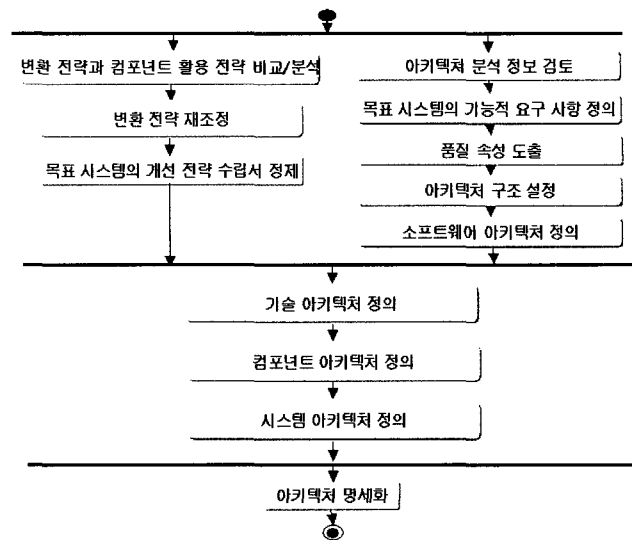 변환 전략과 컴포넌트 활용 전략 비교/분석
변환 전략 재조정
목표 시스템의 개선 전략 수립서 정제
아키텍처 분석 정보 검토
목표 시스템의 가능적 요구 사항 정의
품질 속성 도출
아키텍처 구조 설정
소프트웨어 아키텍처 정의
기술 아키텍처 정의
컴포넌트 아키텍처 정의
시스템 아키텍처 정의
아키텍처 명세화